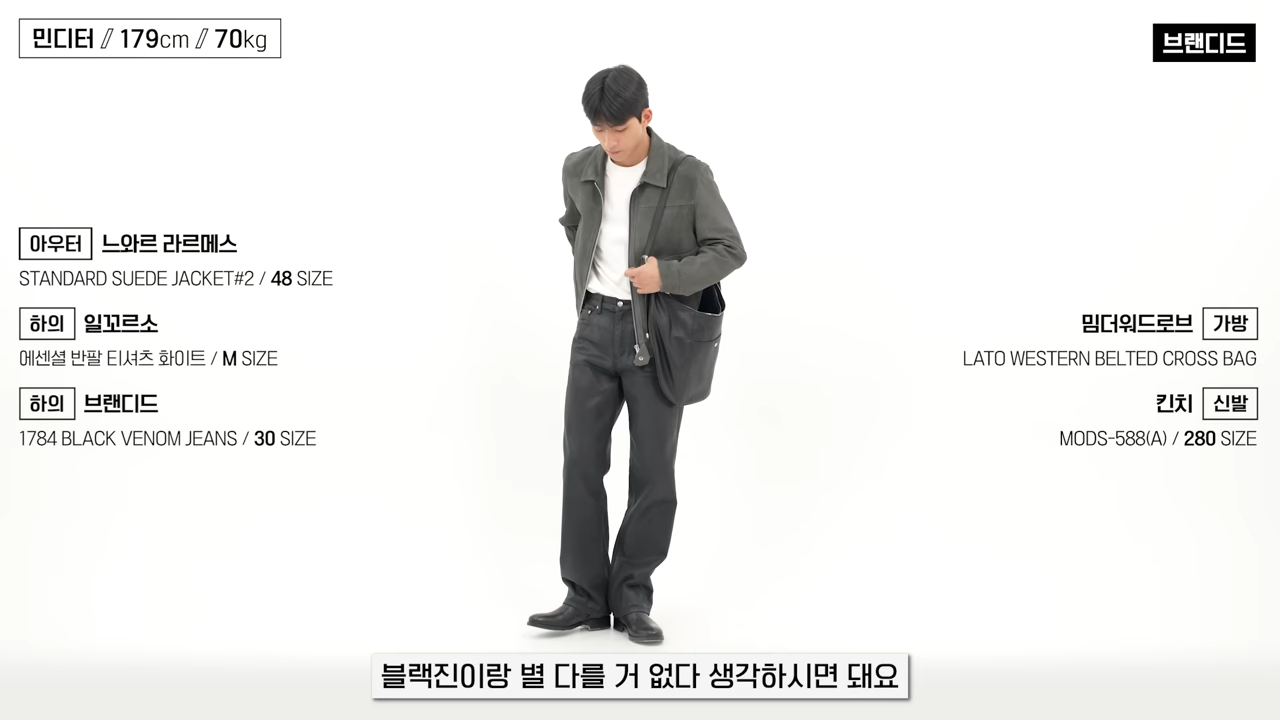 민디터 // 179cm // 70kg
브랜디드
아우터 느와르 라르메스
STANDARD SUEDE JACKET#2 / 48 SIZE
하의 일꼬르소
에센셜 반팔 티셔츠 화이트 / M SIZE
하의 브랜디드
1784 BLACK VENOM JEANS / 30 SIZE
밈더워드로브 가방
LATO WESTERN BELTED CROSS BAG
킨치 신발
MODS-588(A) / 280 SIZE
블랙진이랑 별 다를 거 없다 생각하시면 돼요